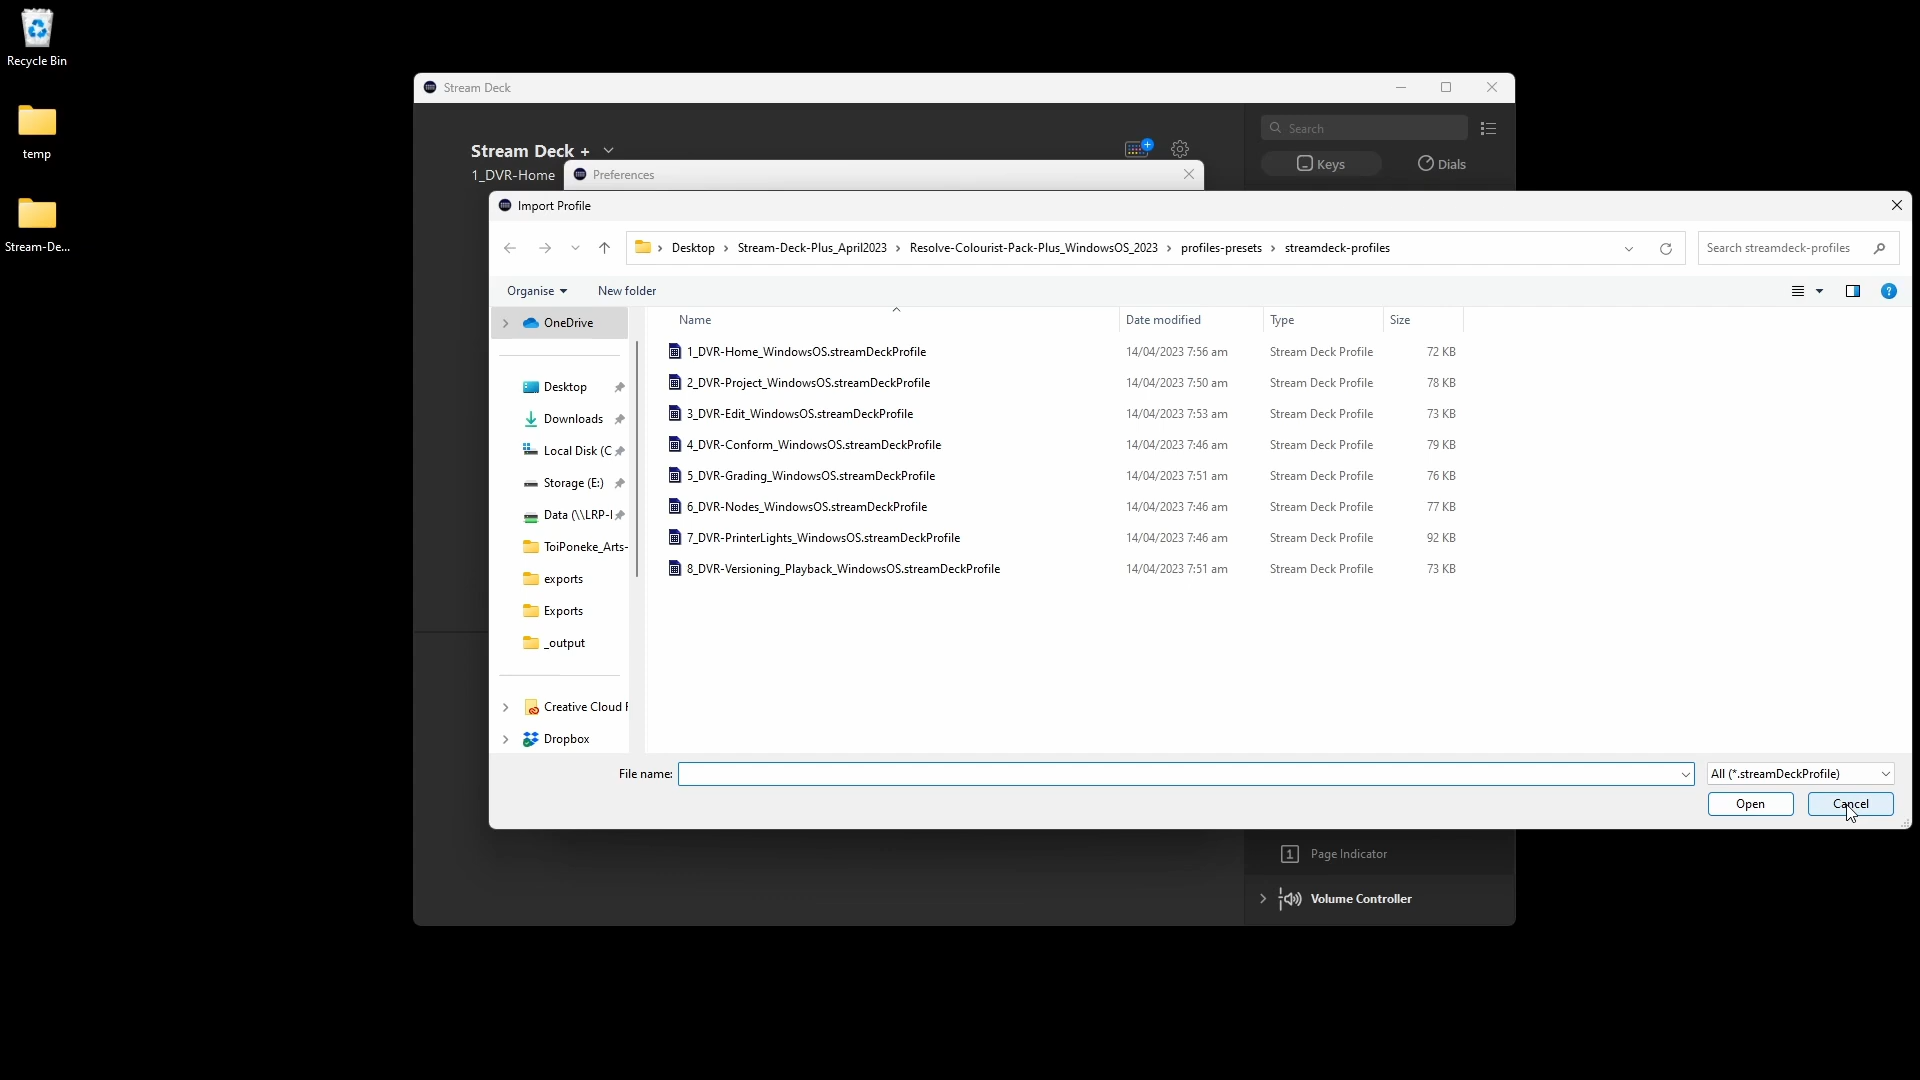 Recycle Bin
temp
Stream-De...
Stream Deck
Stream Deck +
1_DVR-Home
Search
Keys
Dials
Preferences
Import Profile
Desktop > Stream-Deck-Plus_April2023 > Resolve-Colourist-Pack-Plus_WindowsOS_2023 > profiles-presets > streamdeck-profiles
Search streamdeck-profiles
Organise
New folder
OneDrive
Desktop
Downloads
Local Disk (C
Storage (E:)
Data (\\LRP-
ToiPoneke_Arts-
exports
Exports
_output
Creative Cloud F
Dropbox
Name Date modified Type Size
1_DVR-Home_WindowsOS.streamDeckProfile 14/04/2023 7:56 am Stream Deck Profile 72 KB
2_DVR-Project_WindowsOS.streamDeckProfile 14/04/2023 7:50 am Stream Deck Profile 78 KB
3_DVR-Edit_WindowsOS.streamDeckProfile 14/04/2023 7:53 am Stream Deck Profile 73 KB
4_DVR-Conform_WindowsOS.streamDeckProfile 14/04/2023 7:46 am Stream Deck Profile 79 KB
5_DVR-Grading_WindowsOS.streamDeckProfile 14/04/2023 7:51 am Stream Deck Profile 76 KB
6_DVR-Nodes_WindowsOS.streamDeckProfile 14/04/2023 7:46 am Stream Deck Profile 77 KB
7_DVR-PrinterLights_WindowsOS.streamDeckProfile 14/04/2023 7:46 am Stream Deck Profile 92 KB
8_DVR-Versioning_Playback_WindowsOS.streamDeckProfile 14/04/2023 7:51 am Stream Deck Profile 73 KB
File name:
All (*.streamDeckProfile)
Open
Cancel
1 Page Indicator
Volume Controller